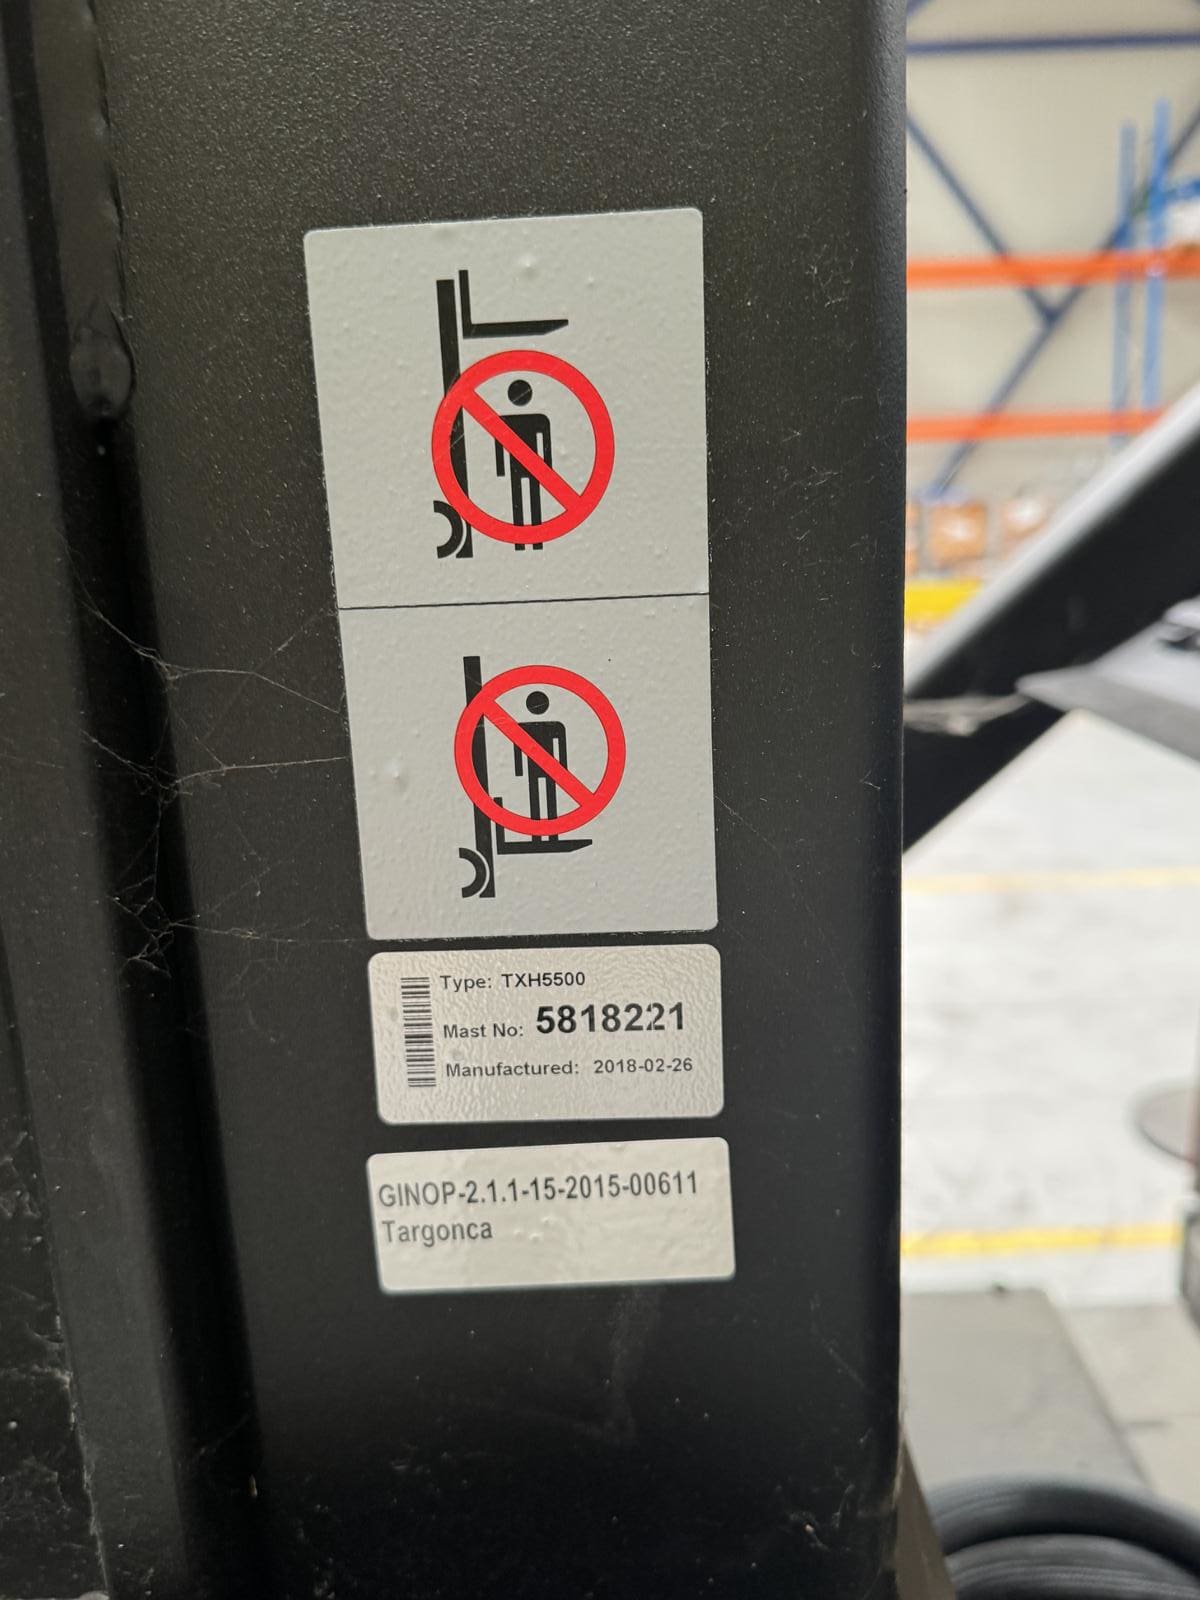 Type: TXH5500
Mast No: 5818221
Manufactured: 2018-02-26
GINOP-2.1.1-15-2015-00611
Targonca